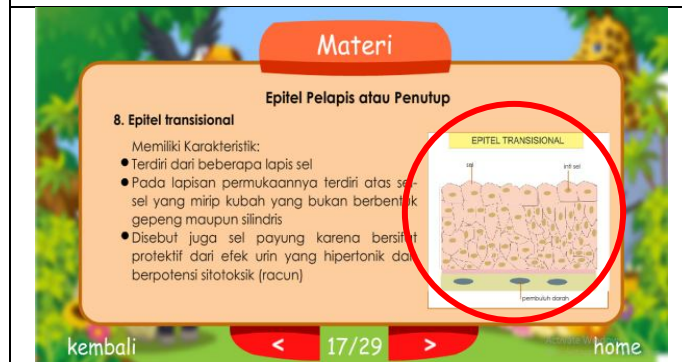 Materi
Epitel Pelapis atau Penutup
8. Epitel transisional
Memiliki Karakteristik:
Terdiri dari beberapa lapis sel
Pada lapisan permukaannya terdiri atas sel-
sel yang mirip kubah yang bukan berbentuk
gepeng maupun silindris
Disebut juga sel payung karena bersifat
protektif dari efek urin yang hipertonik dan
berpotensi sitotoksik (racun)
EPITEL TRANSISIONAL
sel
inti sel
pembuluh darah
kembali
<
17/29
>
home